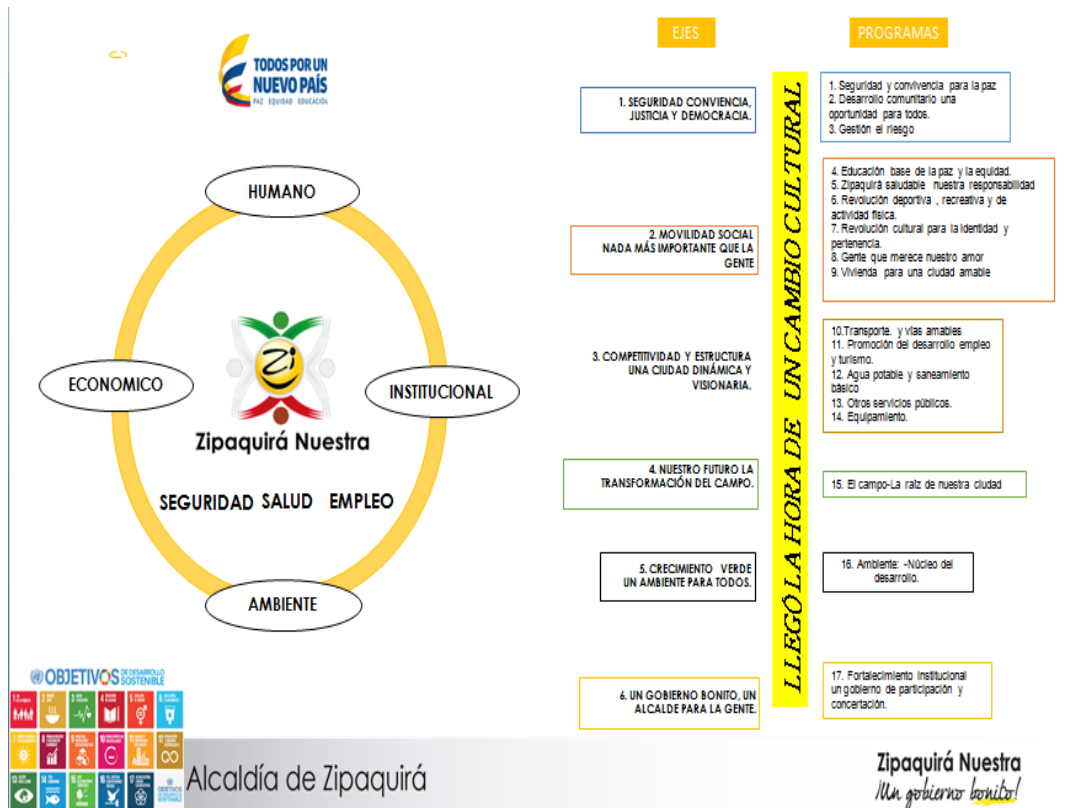 TODOS POR UN
NUEVO PAÍS
PAZ EQUIDAD EDUCACIÓN
HUMANO
ECONOMICO
INSTITUCIONAL
Zi
Zipaquirá Nuestra
SEGURIDAD SALUD EMPLEO
AMBIENTE
EJES
1. SEGURIDAD CONVIENCIA,
JUSTICIA Y DEMOCRACIA.
2. MOVILIDAD SOCIAL
NADA MÁS IMPORTANTE QUE LA
GENTE
3. COMPETITIVIDAD Y ESTRUCTURA
UNA CIUDAD DINÁMICA Y
VISIONARIA.
4. NUESTRO FUTURO LA
TRANSFORMACIÓN DEL CAMPO.
5. CRECIMIENTO VERDE
UN AMBIENTE PARA TODOS.
6. UN GOBIERNO BONITO, UN
ALCALDE PARA LA GENTE.
LLEGÓ LA HORA DE UN CAMBIO CULTURAL
PROGRAMAS
1. Seguridad y convivencia para la paz
2. Desarrollo comunitario una
oportunidad para todos.
3. Gestión el riesgo
4. Educación base de la paz y la equidad.
5. Zipaquirá saludable nuestra responsabilidad
6. Revolución deportiva , recreativa y de
actividad física.
7. Revolución cultural para la identidad y
pertenencia.
8. Gente que merece nuestro amor
9. Vivienda para una ciudad amable
10.Transporte. y vías amables
11. Promoción del desarrollo empleo
y turismo.
12. Agua potable y saneamiento
básico
13. Otros servicios públicos.
14. Equipamiento.
15. El campo-La raíz de nuestra ciudad
16. Ambiente: -Núcleo del
desarrollo.
17. Fortalecimiento institucional
un gobierno de participación y
concertación.
OBJETIVOS DE DESARROLLO
SOSTENIBLE
Alcaldía de Zipaquirá
Zipaquirá Nuestra
¡Un gobierno bonito!